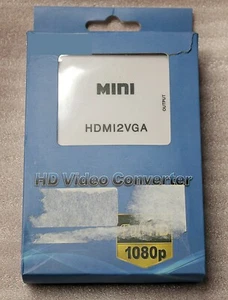 MINI
OUTPUT
HDMI2VGA
HD Video Converter
1080p